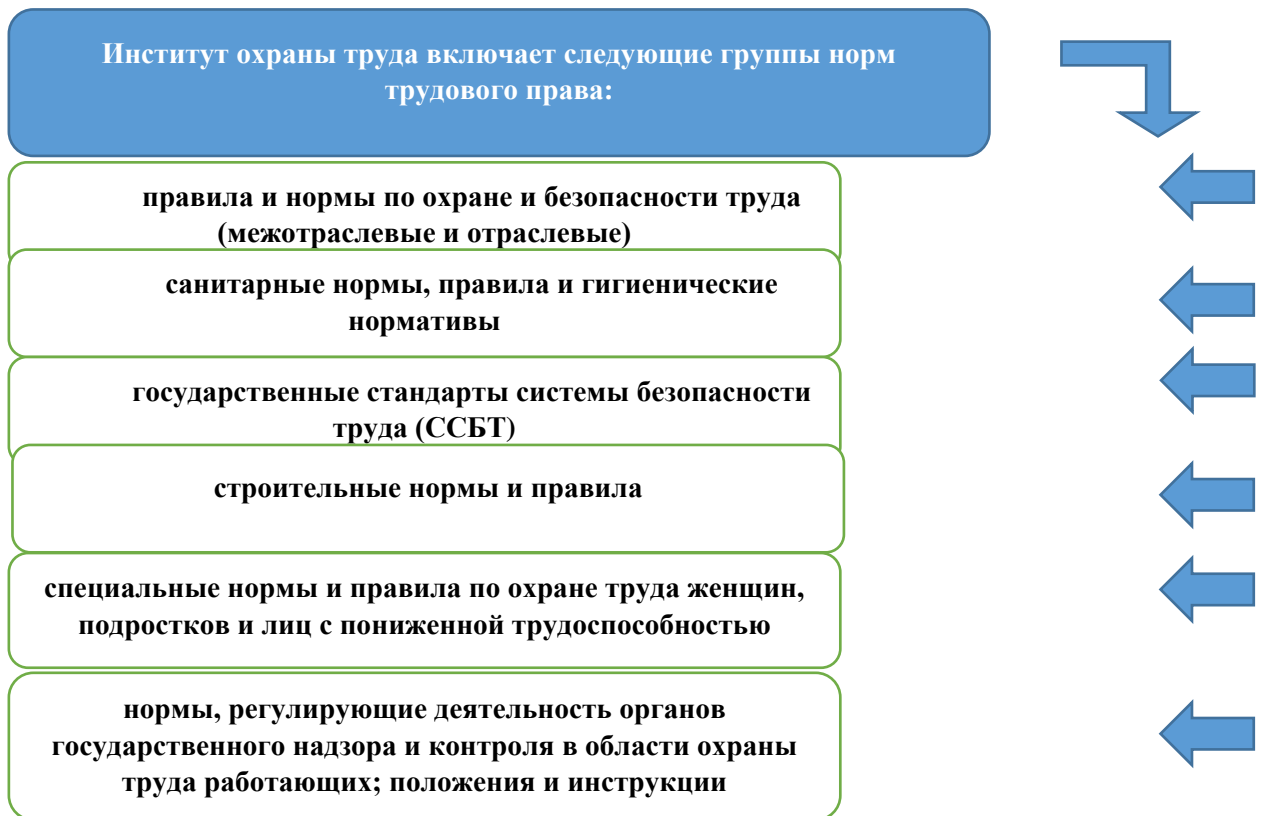 Институт охраны труда включает следующие группы норм
трудового права:
правила и нормы по охране и безопасности труда
(межотраслевые и отраслевые)
санитарные нормы, правила и гигиенические
нормативы
государственные стандарты системы безопасности
труда (ССБТ)
строительные нормы и правила
специальные нормы и правила по охране труда женщин,
подростков и лиц с пониженной трудоспособностью
нормы, регулирующие деятельность органов
государственного надзора и контроля в области охраны
труда работающих; положения и инструкции